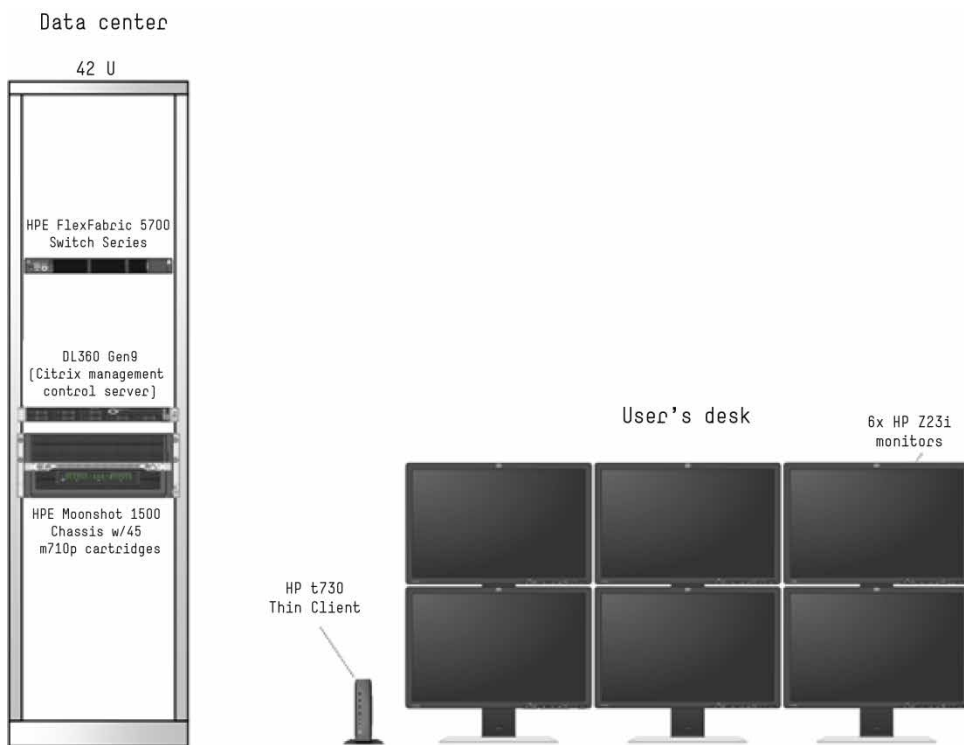 Data center
42 U
HPE FlexFabric 5700
Switch Series
DL360 Gen9
(Citrix management
control server)
HPE Moonshot 1500
Chassis w/45
m710p cartridges
User's desk
6x HP Z23i
monitors
HP t730
Thin Client